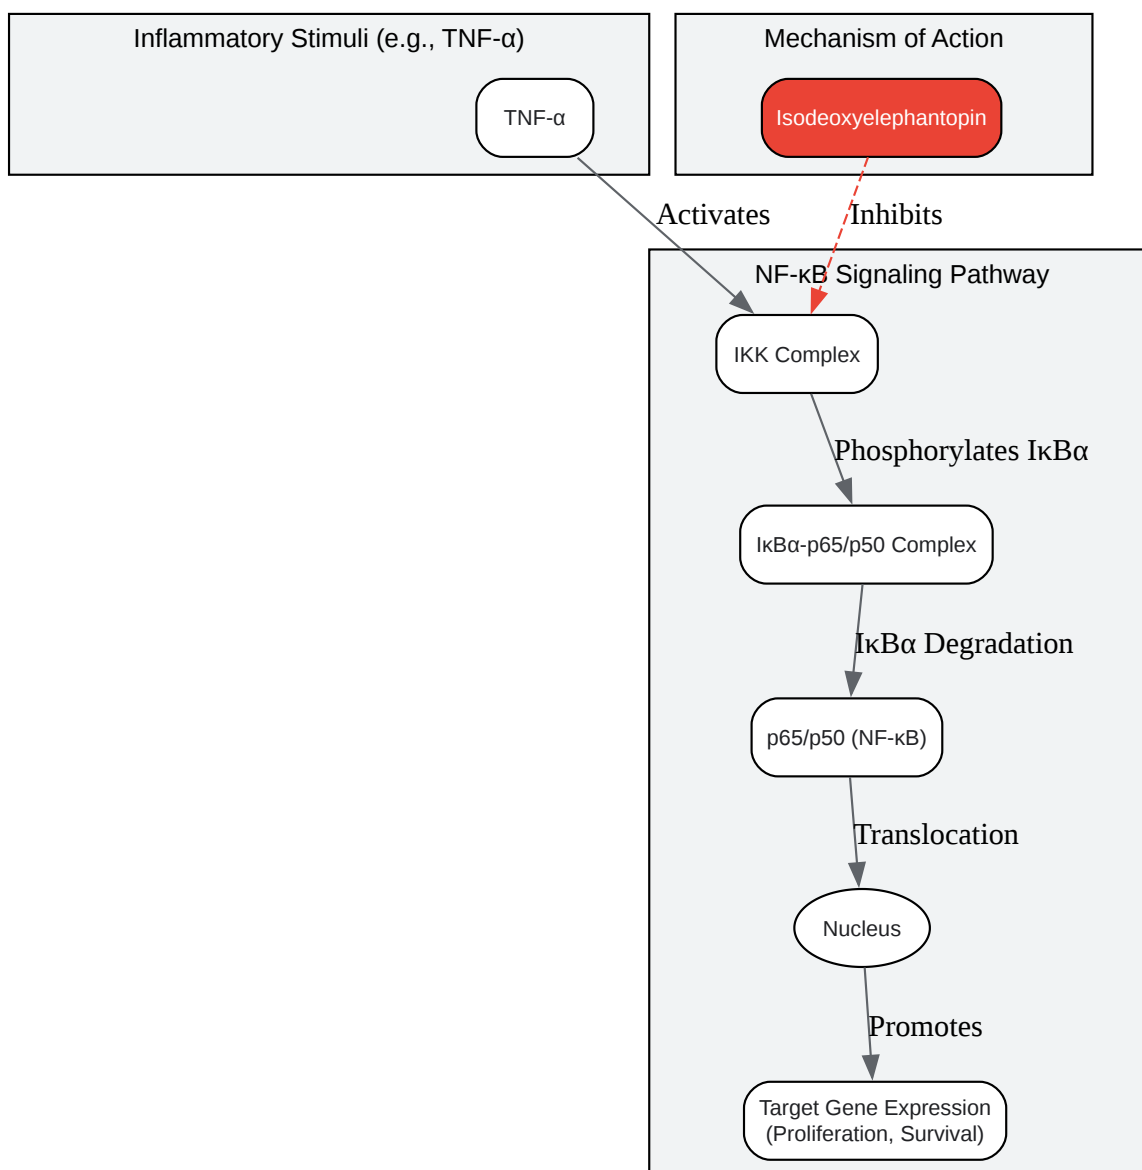 Inflammatory Stimuli (e.g., TNF-α)
Mechanism of Action
TNF-α
Isodeoxyelephantopin
Activates
Inhibits
NF-κB Signaling Pathway
IKK Complex
Phosphorylates IκBα
IκBα-p65/p50 Complex
IκBα Degradation
p65/p50 (NF-κB)
Translocation
Nucleus
Promotes
Target Gene Expression
(Proliferation, Survival)